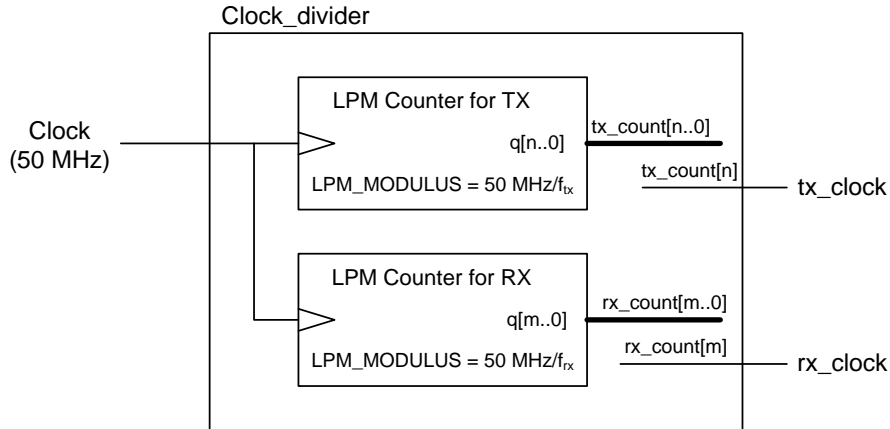 Clock_divider
LPM Counter for TX
Clock
(50 MHz)
q[n..0]
tx_count[n..0]
LPM_MODULUS = 50 MHz/ftx
tx_count[n]
tx_clock
LPM Counter for RX
q[m..0]
rx_count[m..0]
LPM_MODULUS = 50 MHz/frx
rx_count[m]
rx_clock